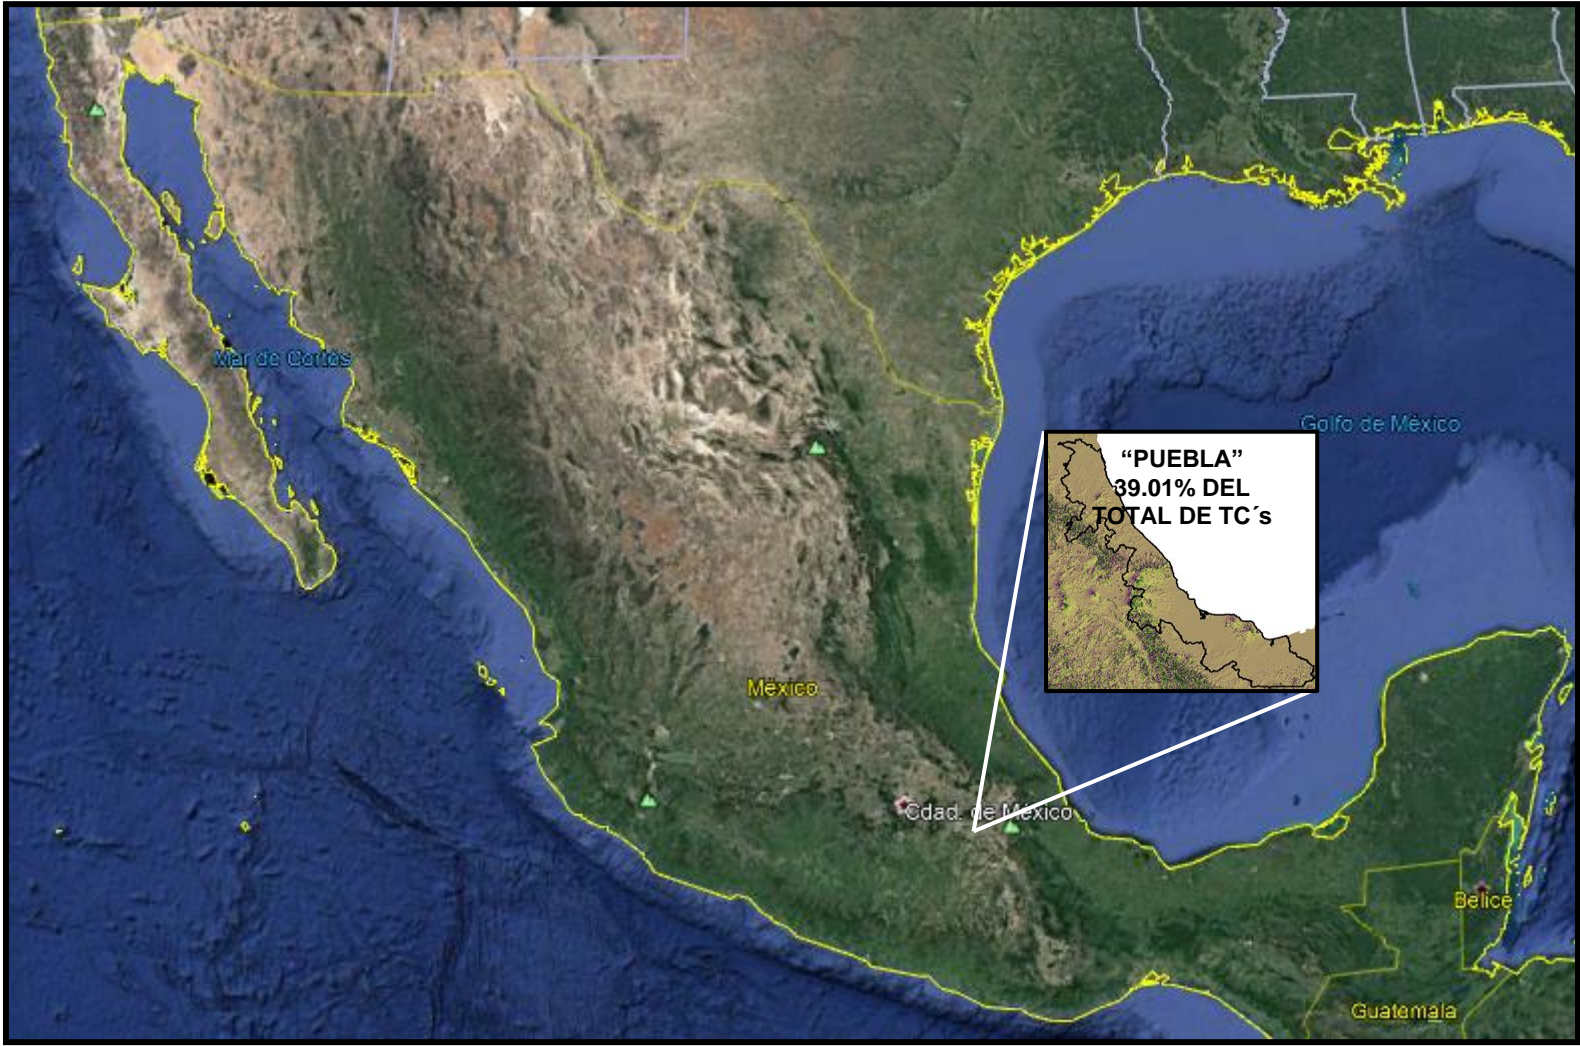 Mar de Cortés
Golfo de México
“PUEBLA”
39.01% DEL
TOTAL DE TC´s
México
Cdad. de México
Belice
Guatemala